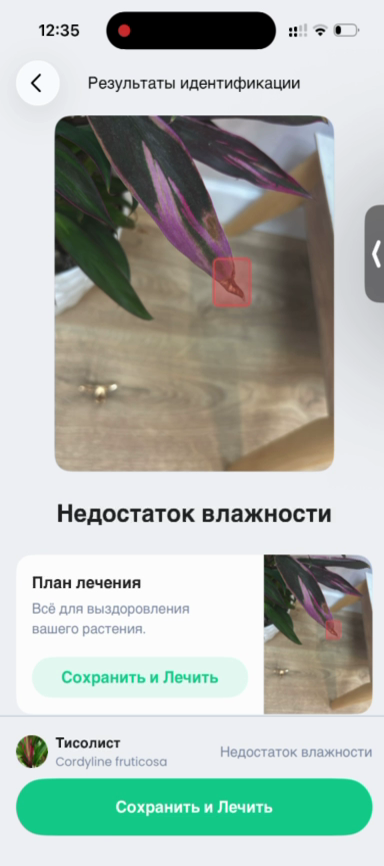 12:35
Результаты идентификации
Недостаток влажности
План лечения
Всё для выздоровления
вашего растения.
Сохранить и Лечить
Тисолист
Cordyline fruticosa
Недостаток влажности
Сохранить и Лечить